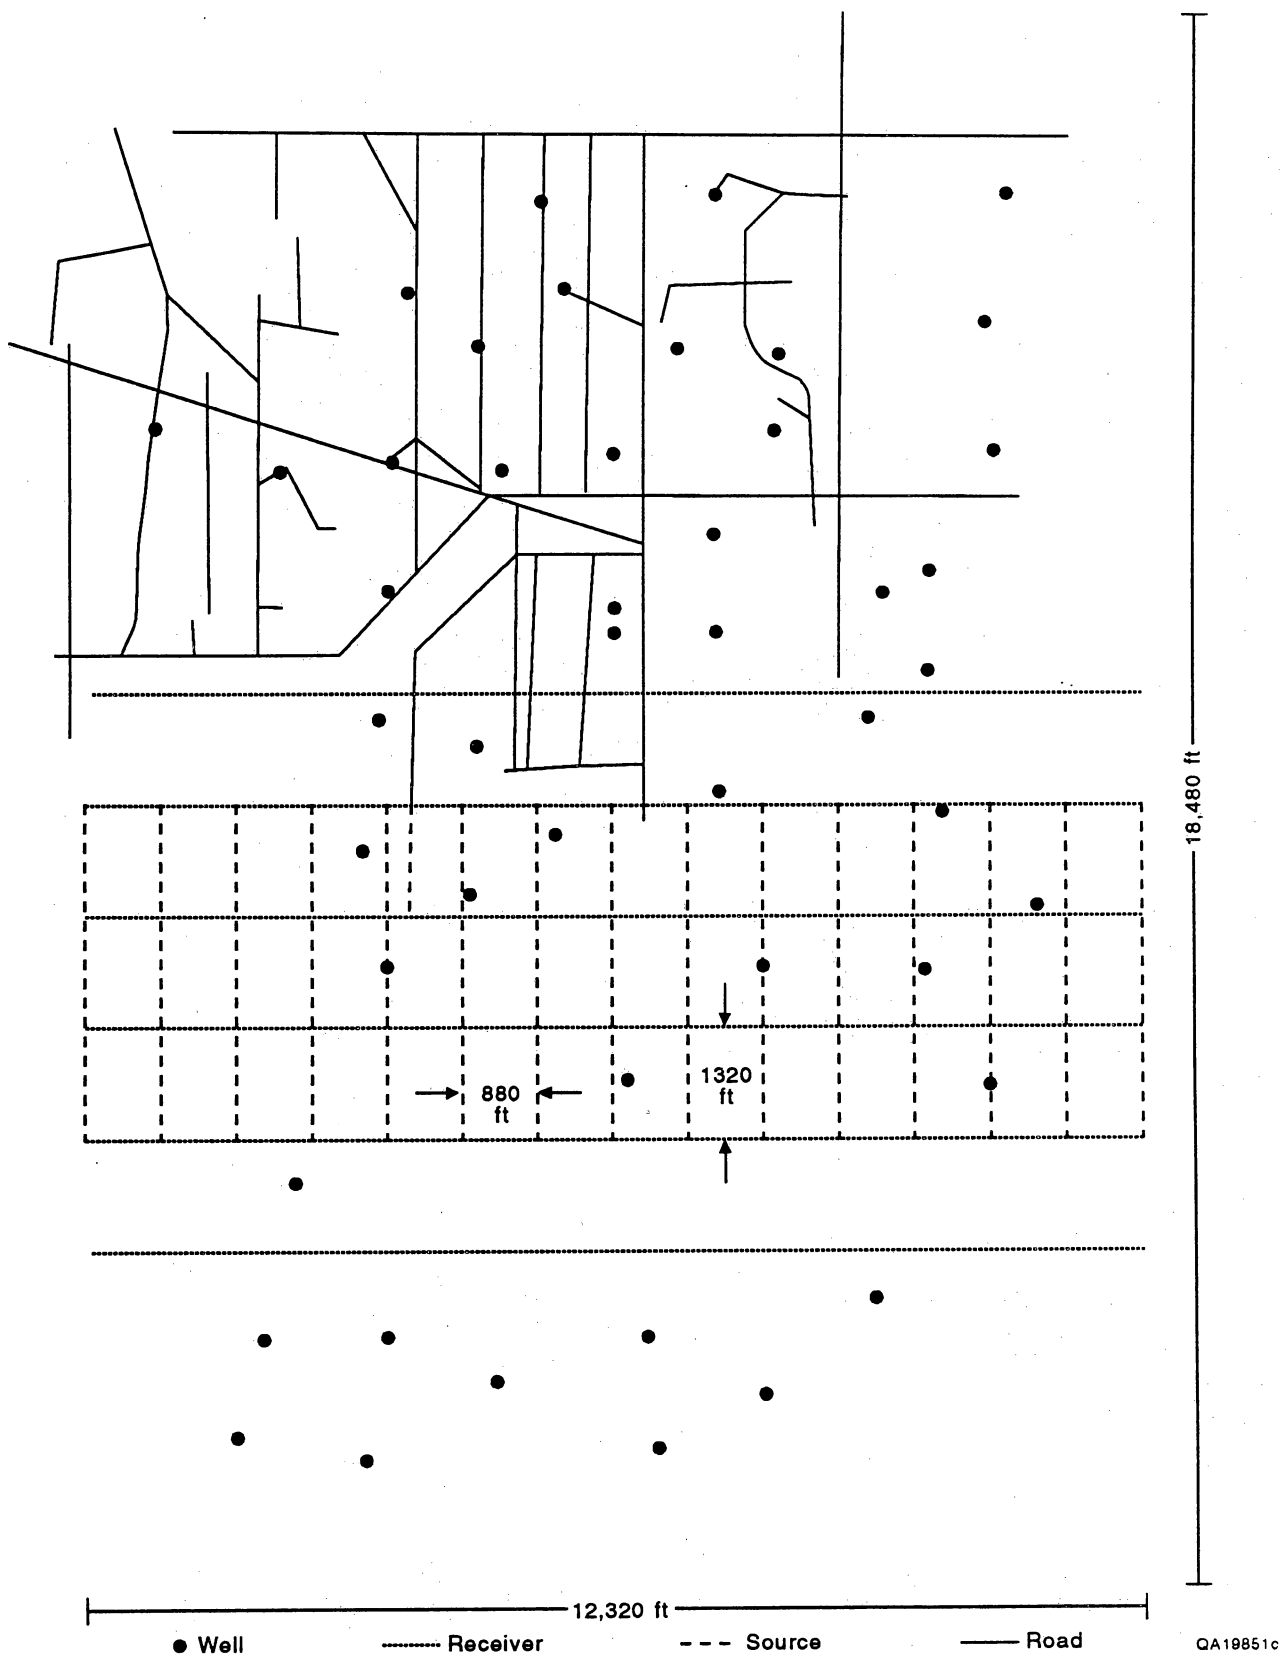 18,480 ft
880
ft
1320
ft
12,320 ft
Well
Receiver
Source
Road
QA19851c